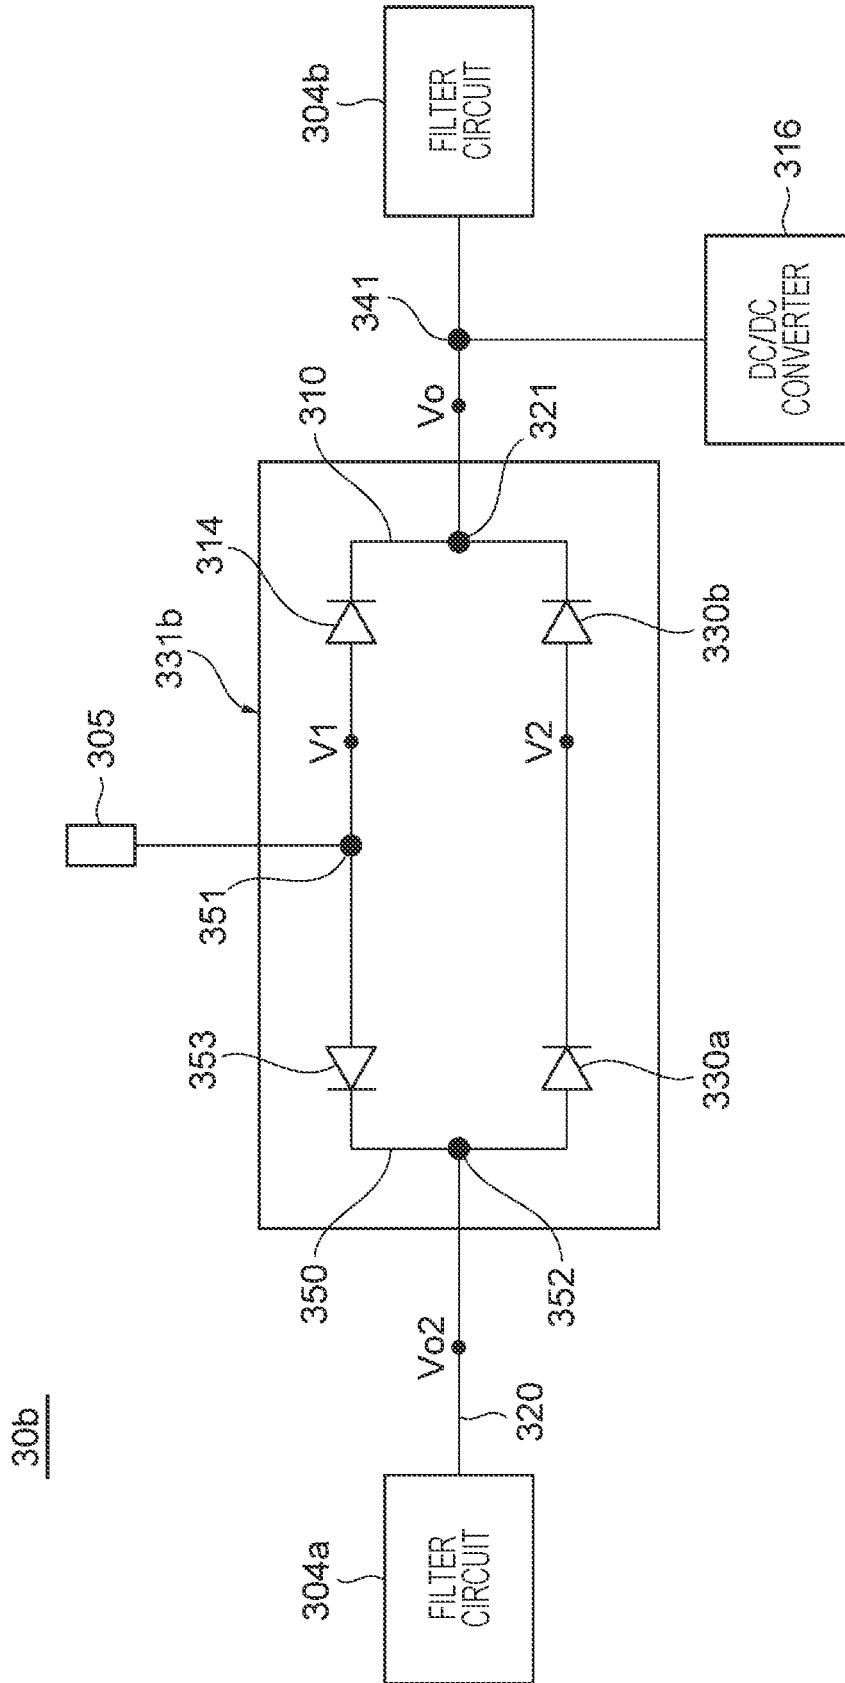 30b
304a
FILTER
CIRCUIT
320
Vo2
350
352
353
330a
351
305
331b
V1
V2
314
330b
310
321
Vo
341
304b
FILTER
CIRCUIT
316
DC/DC
CONVERTER